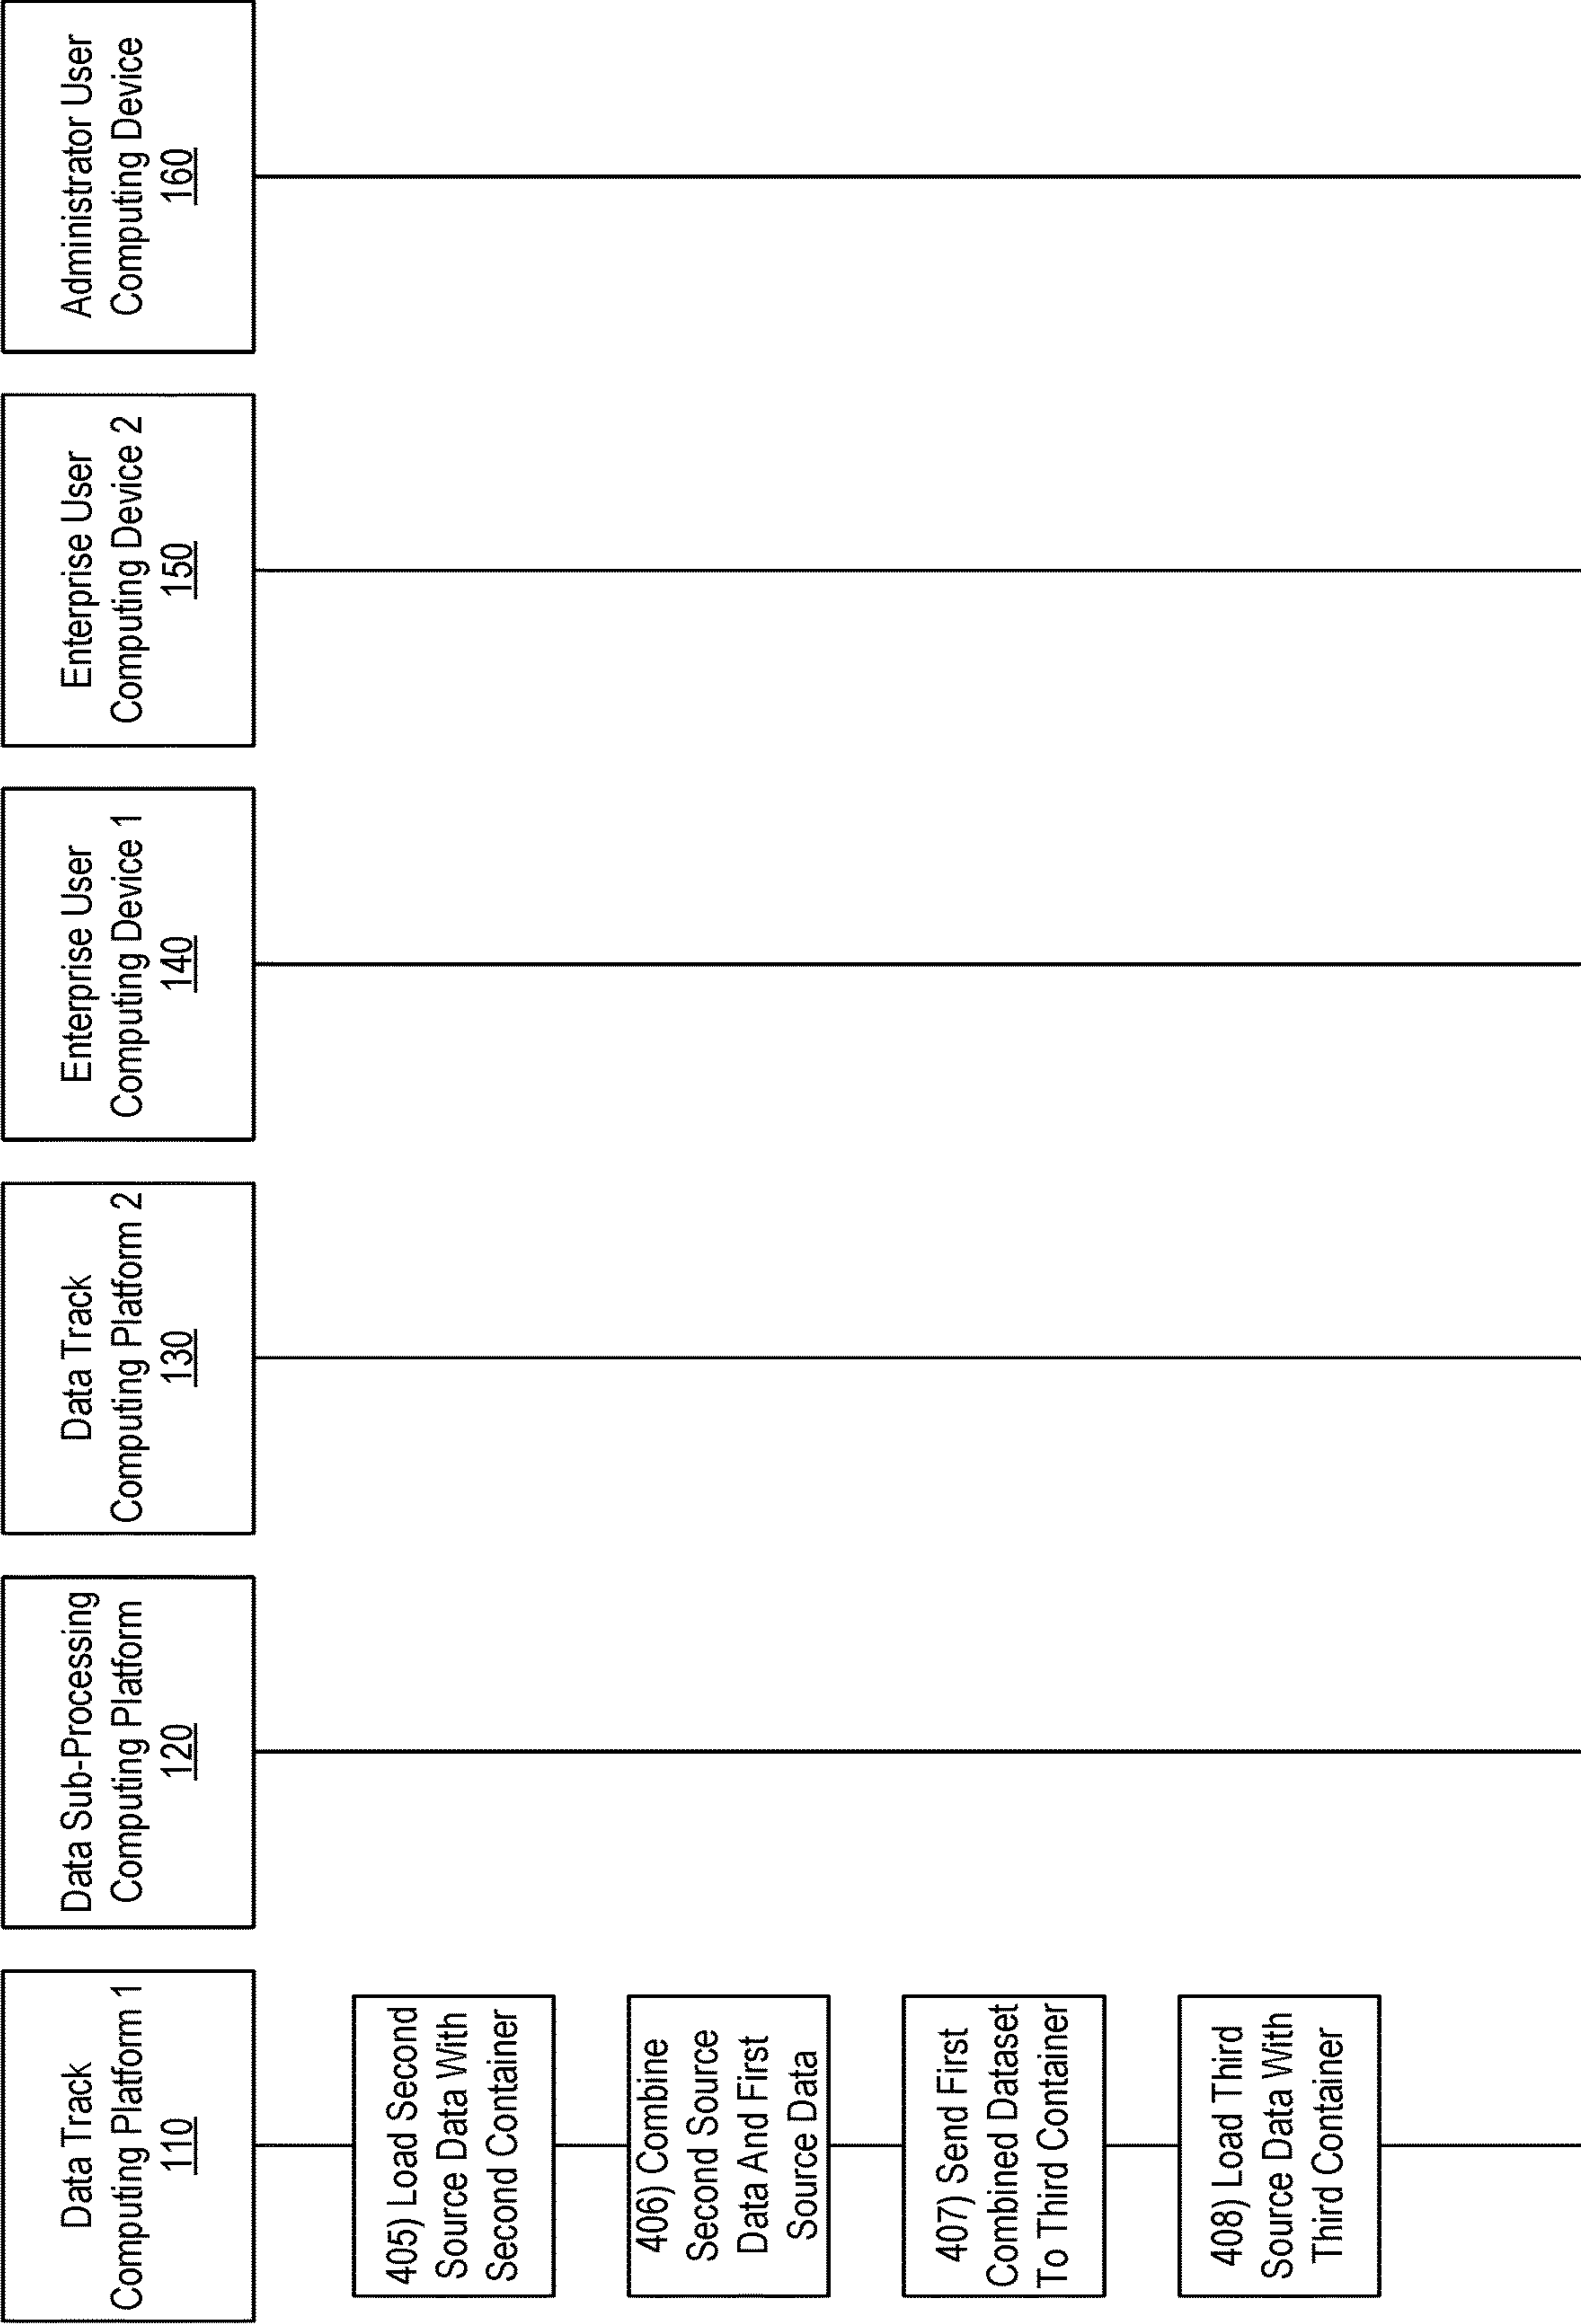 Data Track
Computing Platform 1
110
Data Sub-Processing
Computing Platform
120
Data Track
Computing Platform 2
130
Enterprise User
Computing Device 1
140
Enterprise User
Computing Device 2
150
Administrator User
Computing Device
160
405) Load Second
Source Data With
Second Container
406) Combine
Second Source
Data And First
Source Data
407) Send First
Combined Dataset
To Third Container
408) Load Third
Source Data With
Third Container